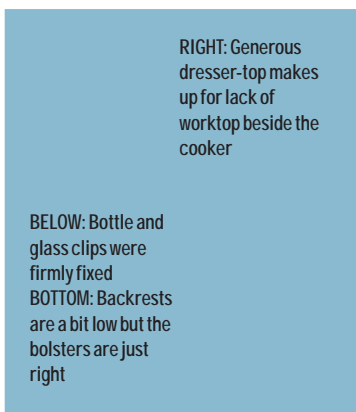 RIGHT: Generous
dresser-top makes
up for lack of
worktop beside the
cooker
BELOW: Bottle and
glass clips were
firmly fixed
BOTTOM: Backrests
are a bit low but the
bolsters are just
right